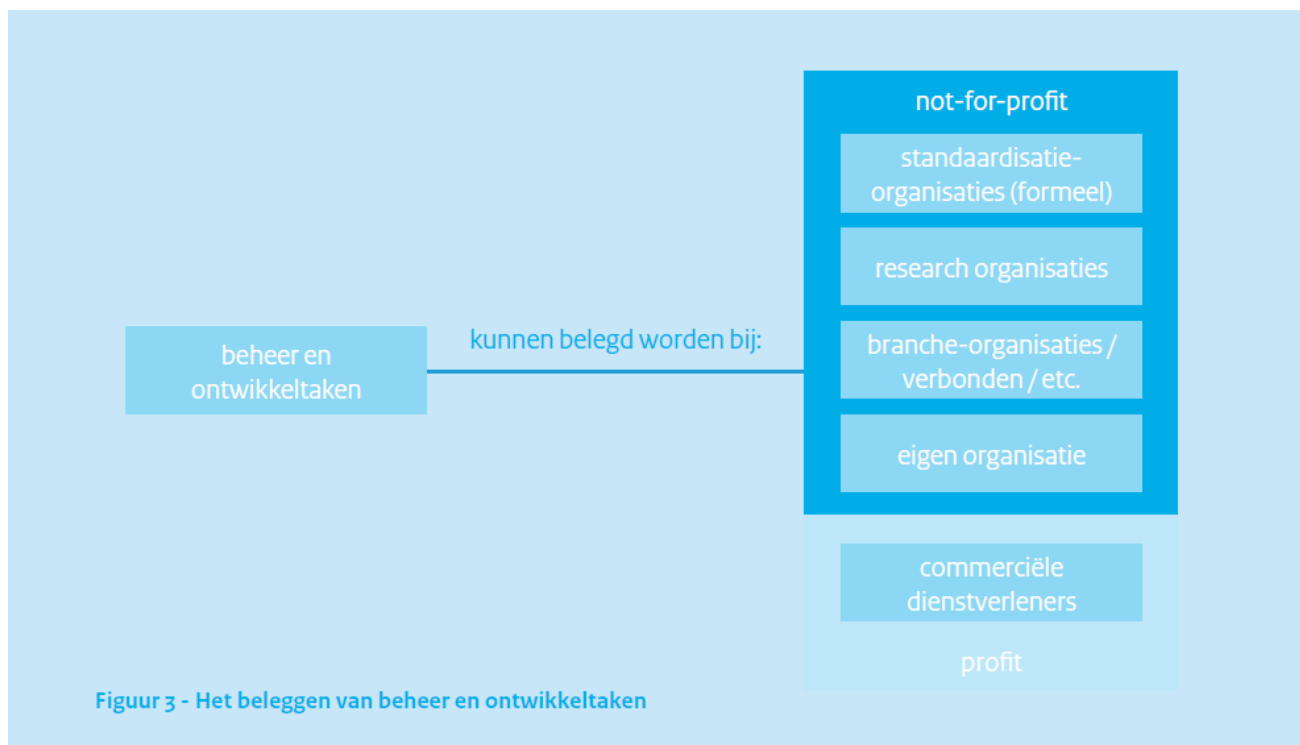 not-for-profit
standaardisatie-
organisaties (formeel)
research organisaties
kunnen belegd worden bij:
beheer en
ontwikkeltaken
branche-organisaties /
verbonden / etc.
eigen organisatie
commerciële
dienstverleners
profit
Figuur 3 - Het beleggen van beheer en ontwikkeltaken